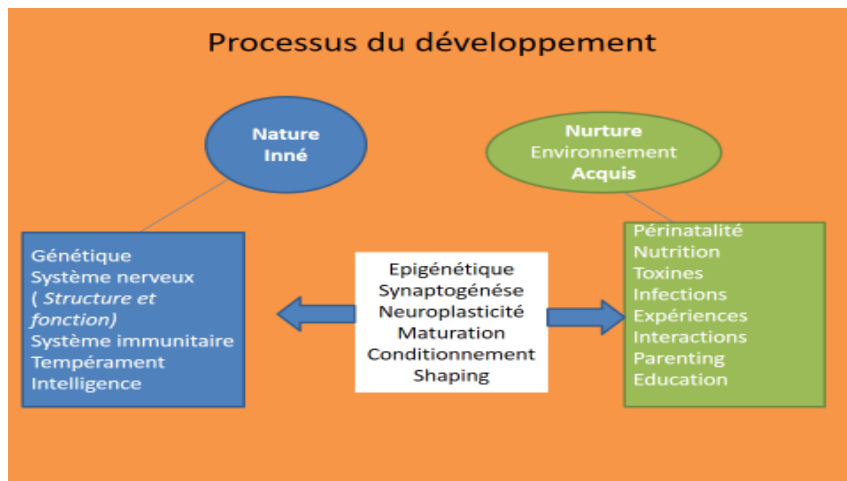 Processus du développement
Nature
Inné
Nurture
Environnement
Acquis
Génétique
Système nerveux
( Structure et
fonction)
Système immunitaire
Tempérament
Intelligence
Epigénétique
Synaptogénése
Neuroplasticité
Maturation
Conditionnement
Shaping
Périnatalité
Nutrition
Toxines
Infections
Expériences
Interactions
Parenting
Education